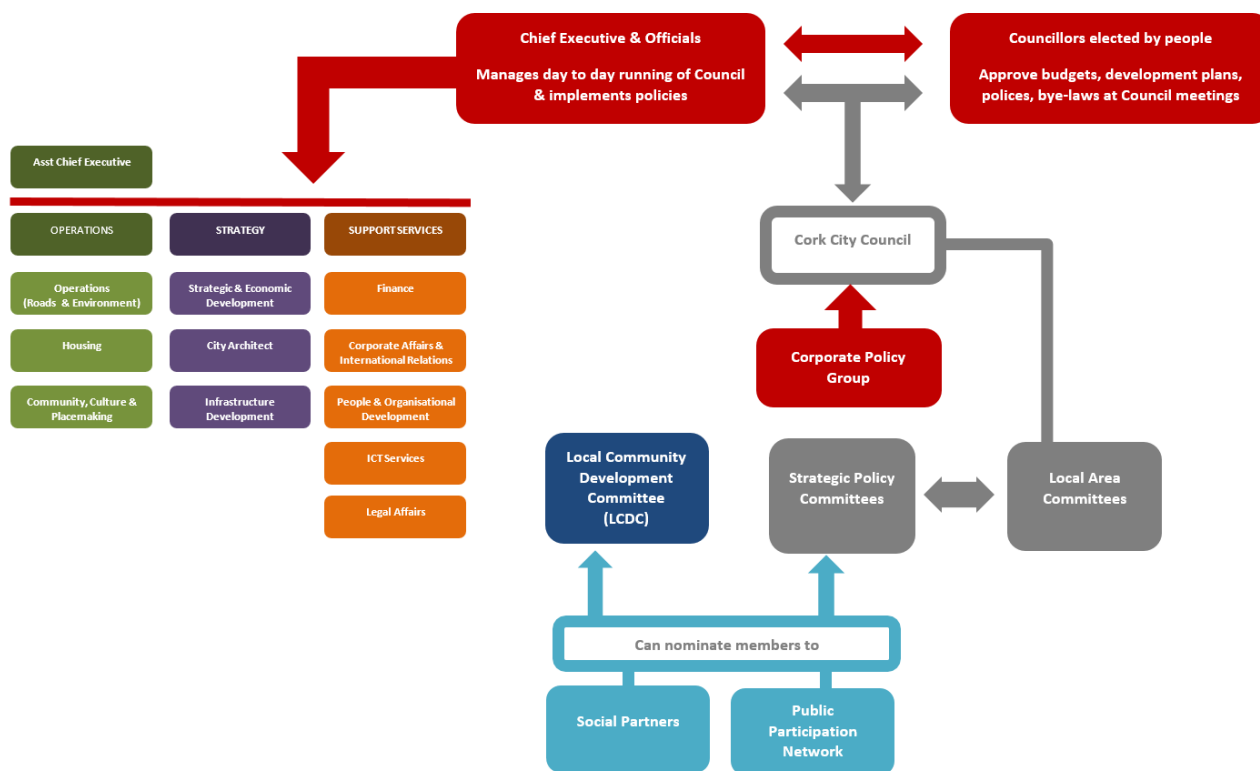 Chief Executive & Officials
Manages day to day running of Council
& implements policies
Councillors elected by people
Approve budgets, development plans,
polices, bye-laws at Council meetings
Asst Chief Executive
OPERATIONS
Operations
(Roads & Environment)
Housing
Community, Culture &
Placemaking
STRATEGY
Strategic & Economic
Development
City Architect
Infrastructure
Development
SUPPORT SERVICES
Finance
Corporate Affairs &
International Relations
People & Organisational
Development
ICT Services
Legal Affairs
Cork City Council
Corporate Policy
Group
Local Community
Development
Committee
(LCDC)
Strategic Policy
Committees
Local Area
Committees
Can nominate members to
Social Partners
Public
Participation
Network